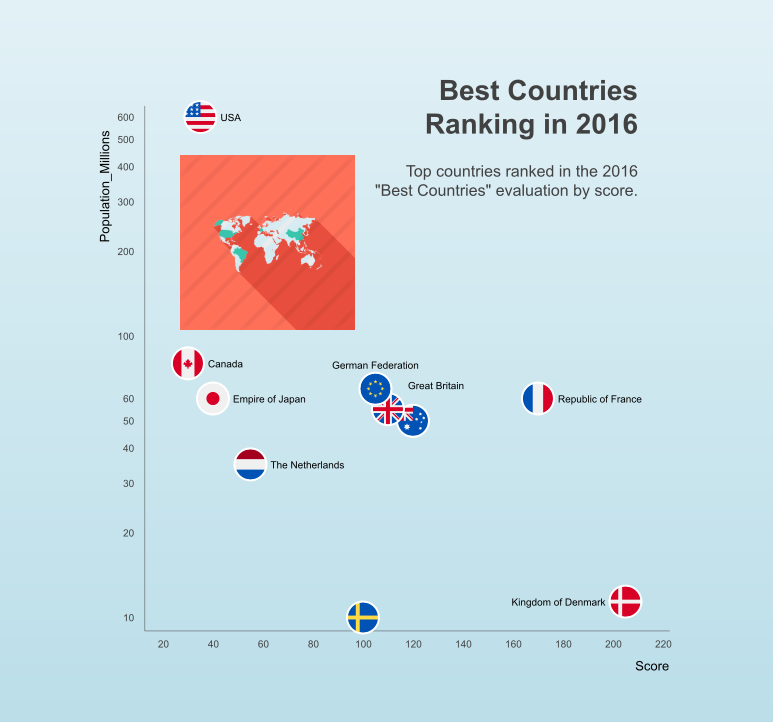 Best Countries
Ranking in 2016
Top countries ranked in the 2016
"Best Countries" evaluation by score.
Population_Millions
600
500
400
300
200
100
60
50
40
30
20
10
USA
Canada
German Federation
Great Britain
Empire of Japan
Republic of France
The Netherlands
Kingdom of Denmark
20 40 60 80 100 120 140 160 180 200 220
Score